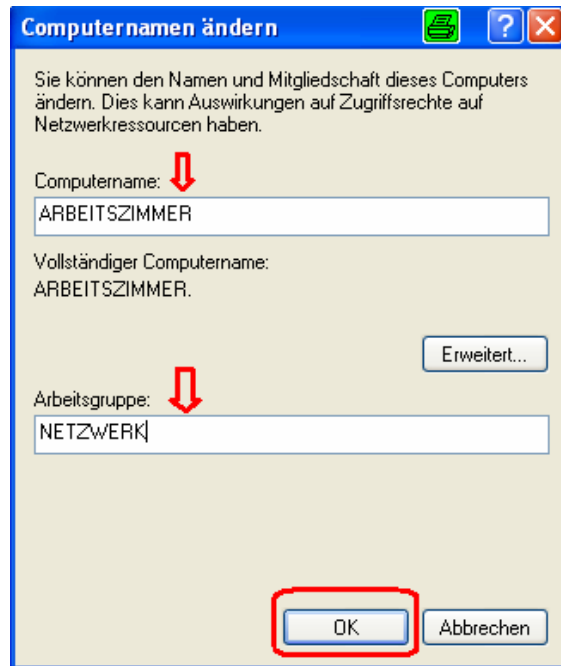 Computernamen ändern
Sie können den Namen und Mitgliedschaft dieses Computers
ändern. Dies kann Auswirkungen auf Zugriffsrechte auf
Netzwerkressourcen haben.
Computername:
ARBEITSZIMMER
Vollständiger Computername:
ARBEITSZIMMER.
Erweitert...
Arbeitsgruppe:
NETZWERK
OK
Abbrechen